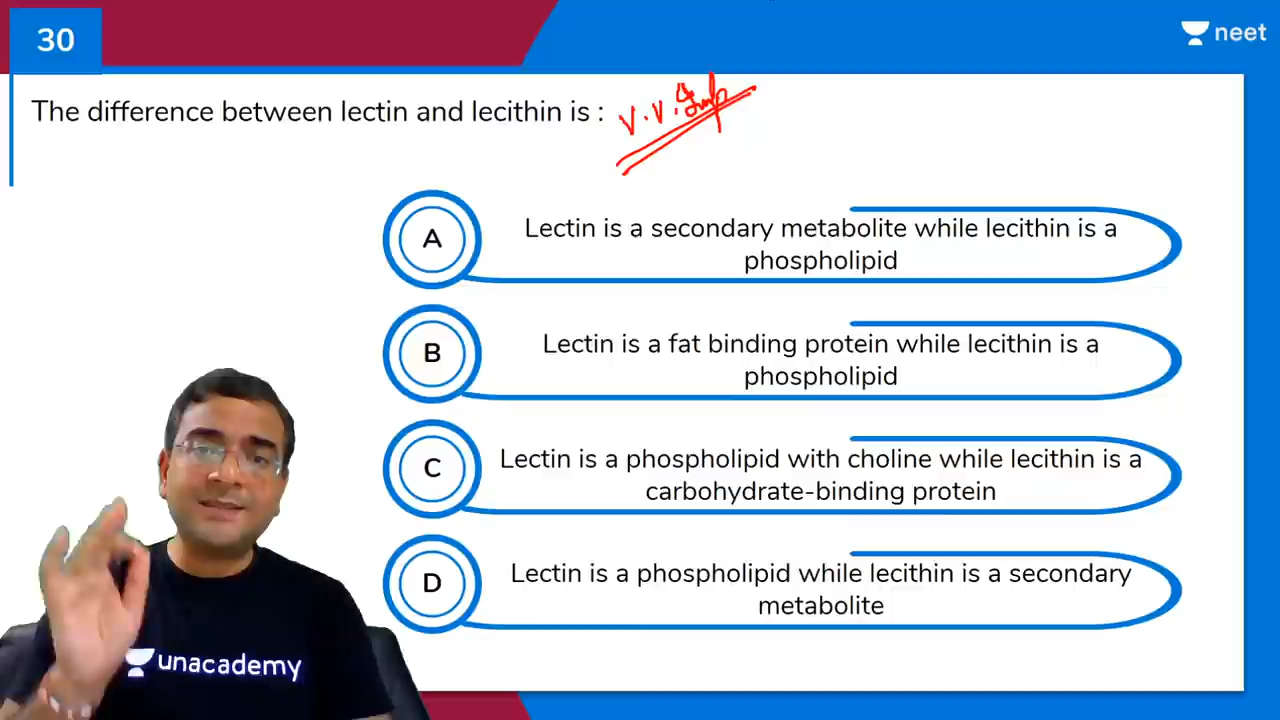 30
neet
The difference between lectin and lecithin is :
V.V. Imp
A
Lectin is a secondary metabolite while lecithin is a
phospholipid
B
Lectin is a fat binding protein while lecithin is a
phospholipid
C
Lectin is a phospholipid with choline while lecithin is a
carbohydrate-binding protein
D
Lectin is a phospholipid while lecithin is a secondary
metabolite
unacademy